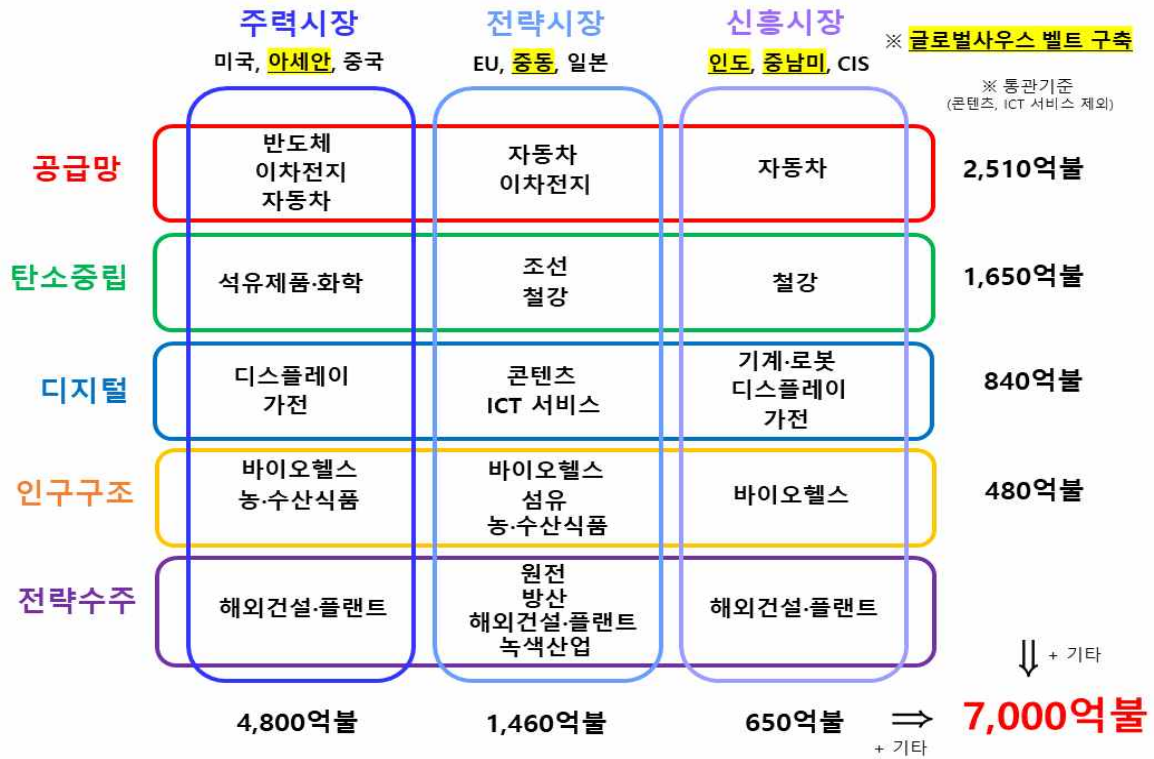 주력시장 전략시장 신흥시장
미국, 아세안, 중국 EU, 중동, 일본 인도, 중남미, CIS
※ 글로벌사우스 벨트 구축
※ 통관기준
(콘텐츠, ICT 서비스 제외)
공급망
반도체
이차전지
자동차
자동차
이차전지
자동차
2,510억불
탄소중립
석유제품·화학
조선
철강
철강
1,650억불
디지털
디스플레이
가전
콘텐츠
ICT 서비스
기계·로봇
디스플레이
가전
840억불
인구구조
바이오헬스
농·수산식품
바이오헬스
섬유
농·수산식품
바이오헬스
480억불
전략수주
해외건설·플랜트
원전
방산
해외건설·플랜트
녹색산업
해외건설·플랜트
⇓ + 기타
4,800억불 1,460억불 650억불 ⇒ 7,000억불
+ 기타